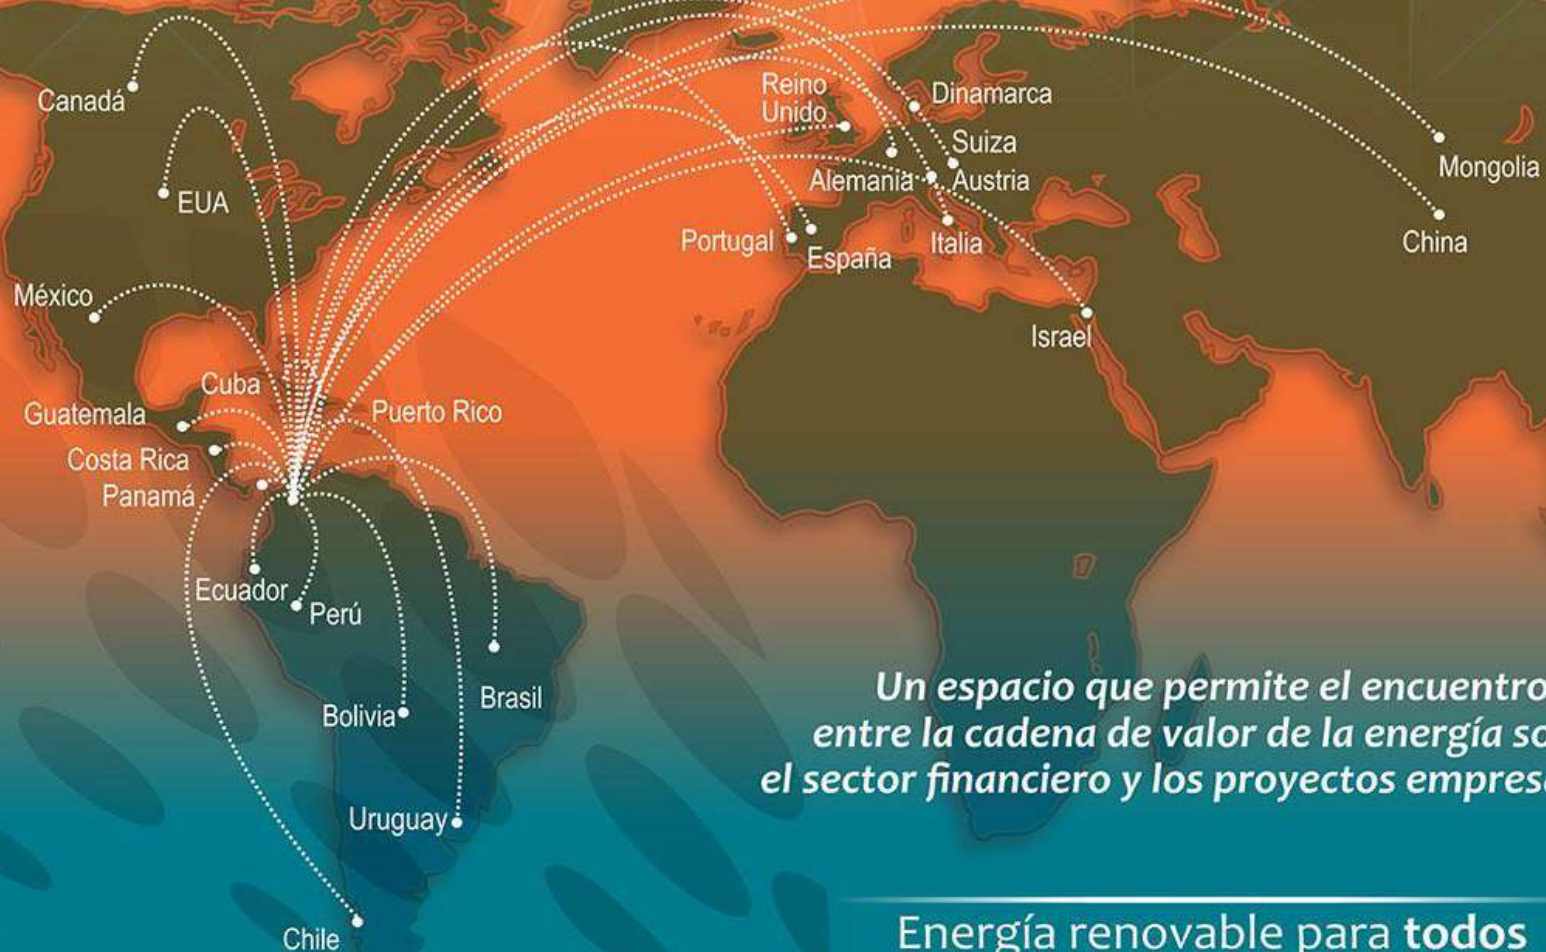 Canadá
EUA
México
Cuba
Guatemala
Puerto Rico
Costa Rica
Panamá
Ecuador
Perú
Bolivia
Brasil
Uruguay
Chile
Reino
Unido
Dinamarca
Suiza
Alemania
Austria
Portugal
España
Italia
Israel
Mongolia
China
Un espacio que permite el encuentro
entre la cadena de valor de la energía
el sector financiero y los proyectos
Energía renovable para todos